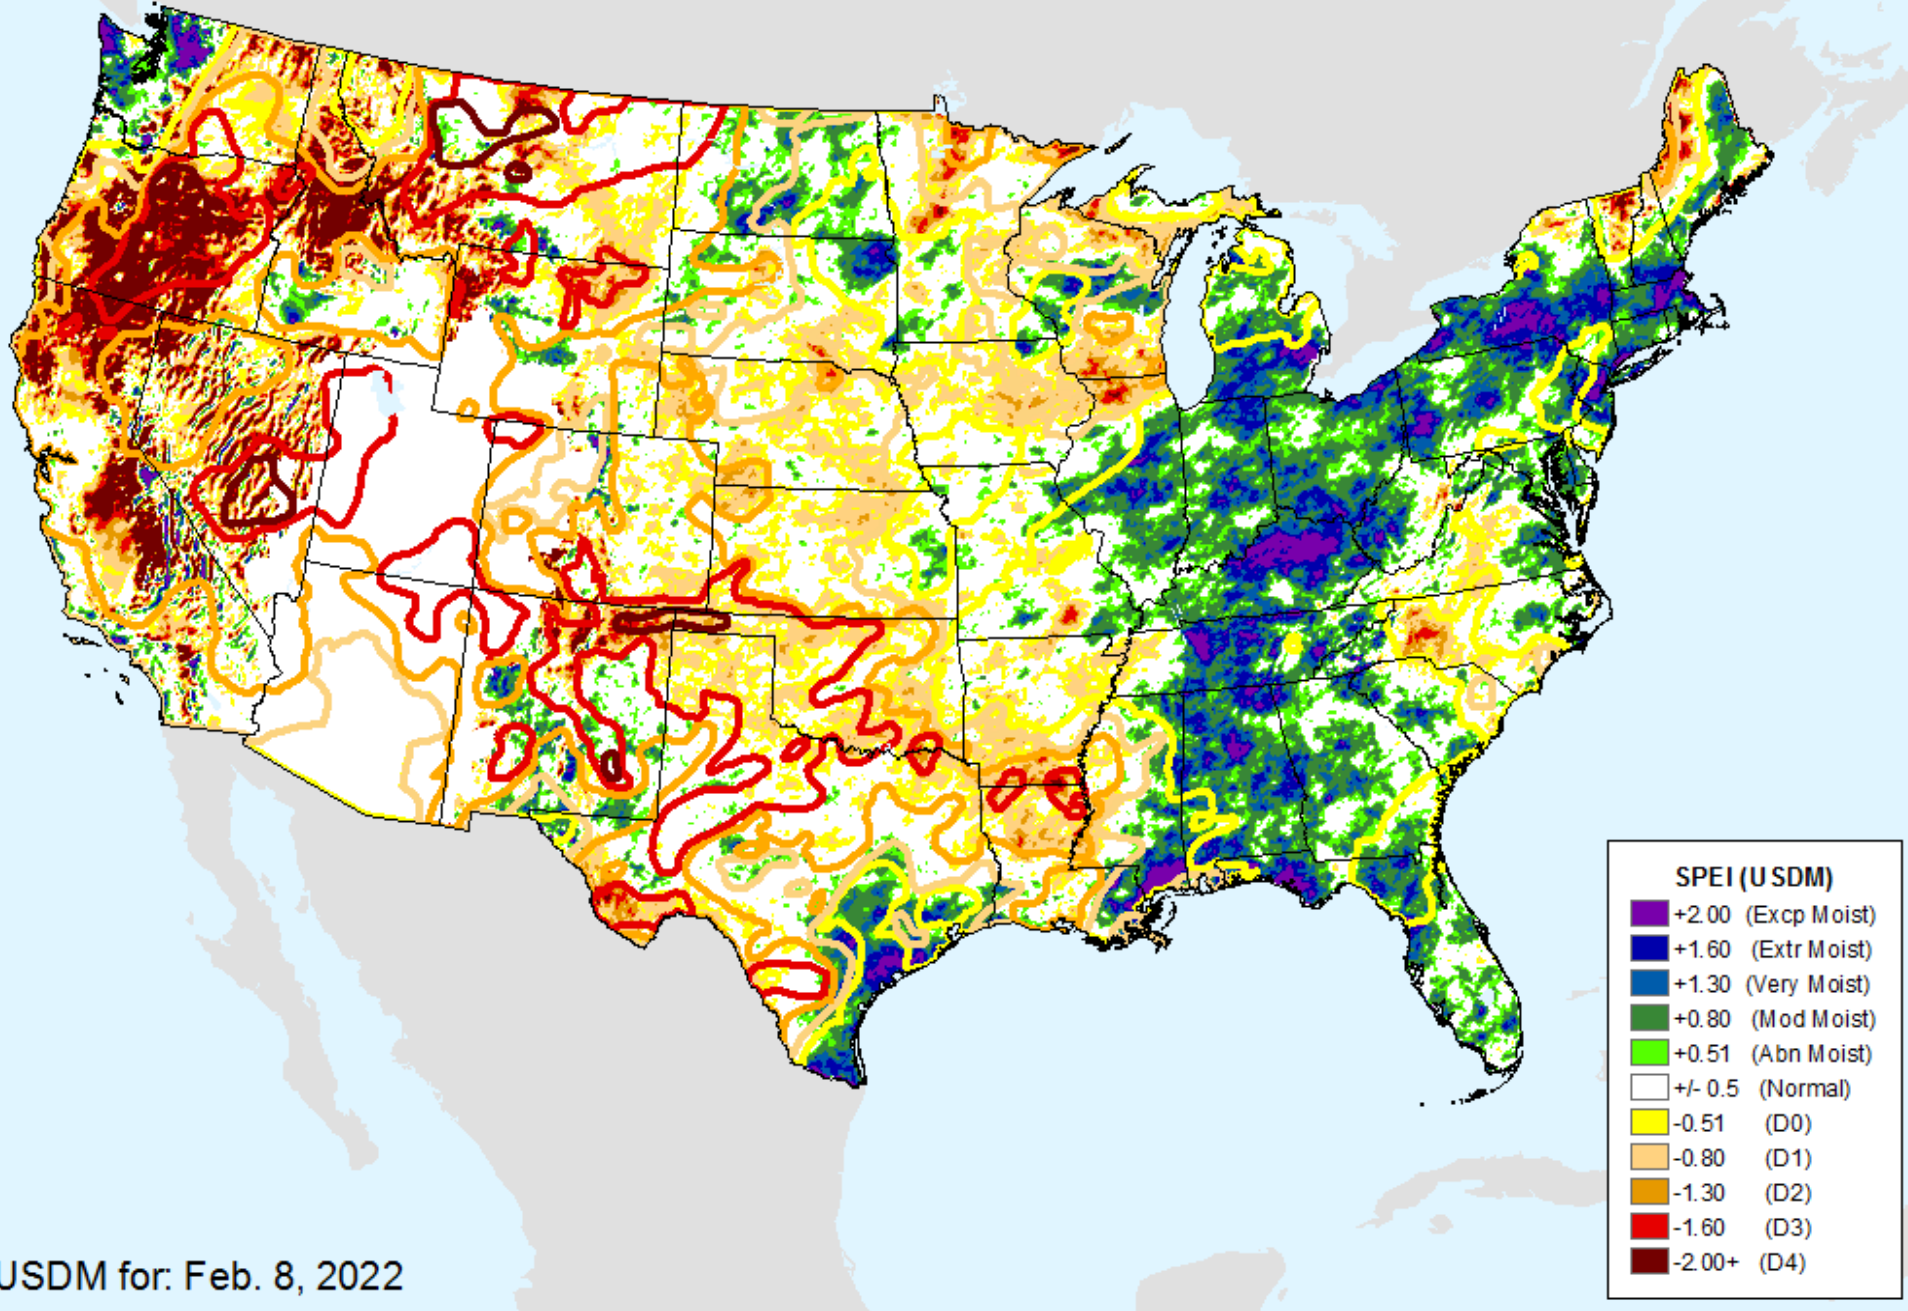 SPEI (USDM)
+2.00 (Excp Moist)
+1.60 (Extr Moist)
+1.30 (Very Moist)
+0.80 (Mod Moist)
+0.51 (Abn Moist)
+/- 0.5 (Normal)
-0.51 (D0)
-0.80 (D1)
-1.30 (D2)
-1.60 (D3)
-2.00+ (D4)
USDM for: Feb. 8, 2022